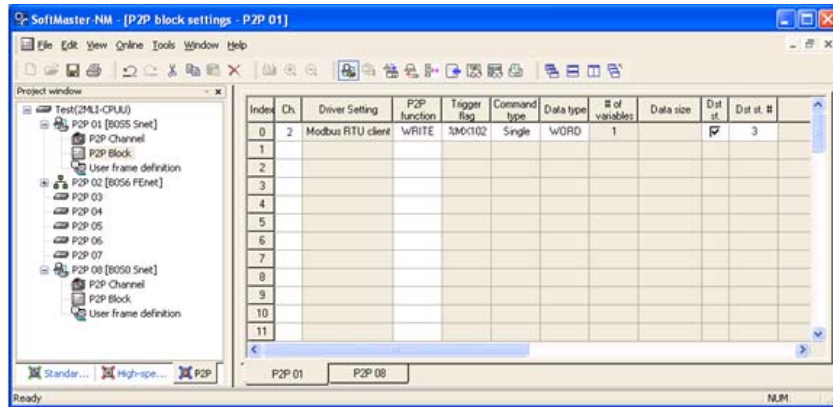 SoftMaster-NM - [P2P block settings - P2P 01]
File Edit View Online Tools Window Help
Project window
Test(2MLI-CPUU)
P2P 01 [B0S5 Snet]
P2P Channel
P2P Block
User frame definition
P2P 02 [B0S6 FEnet]
P2P 03
P2P 04
P2P 05
P2P 06
P2P 07
P2P 08 [B0S0 Snet]
P2P Channel
P2P Block
User frame definition
Standar... High-spe... P2P
Index Ch. Driver Setting P2P function Trigger flag Command type Data type # of variables Data size Dst st. Dst st. #
0 2 Modbus RTU client WRITE %MX102 Single WORD 1 3
1
2
3
4
5
6
7
8
9
10
11
P2P 01 P2P 08
Ready NUM